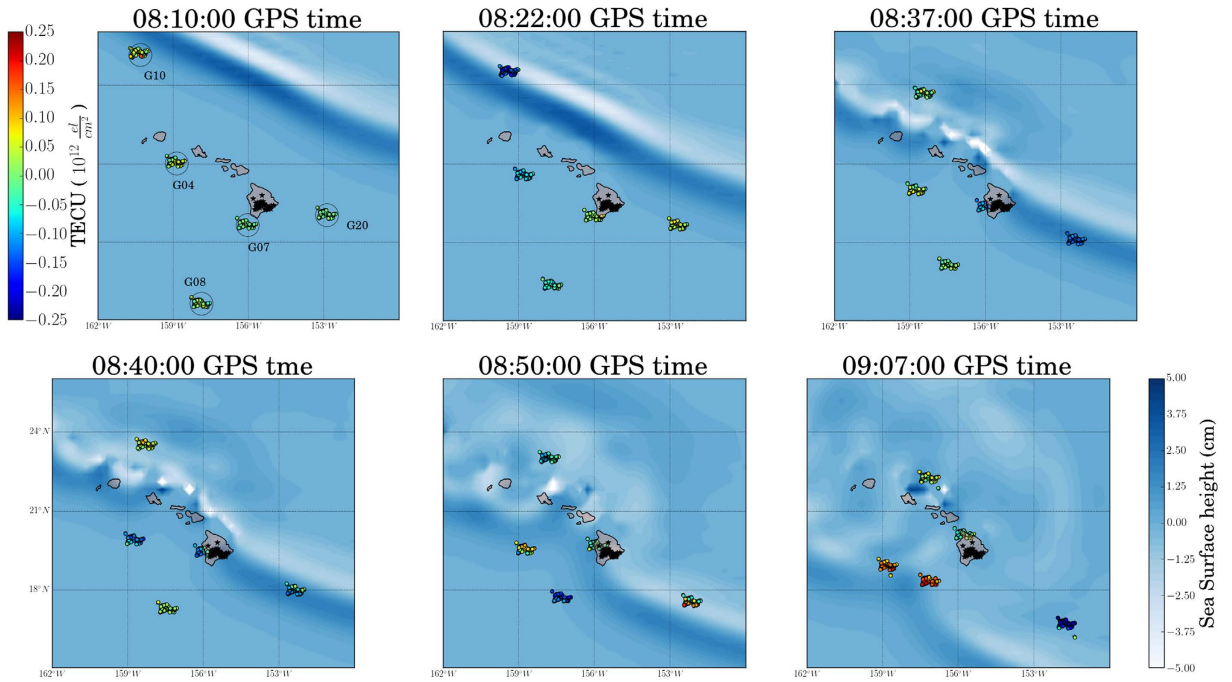 08:10:00 GPS time
08:22:00 GPS time
08:37:00 GPS time
0.25
0.20
0.15
0.10
0.05
0.00
−0.05
−0.10
−0.15
−0.20
−0.25
TECU ( 10^12 el/cm^2 )
G10
G04
G07
G20
G08
162°W 159°W 156°W 153°W
162°W 159°W 156°W 153°W
162°W 159°W 156°W 153°W
08:40:00 GPS tme
08:50:00 GPS time
09:07:00 GPS time
24°N
21°N
18°N
162°W 159°W 156°W 153°W
162°W 159°W 156°W 153°W
162°W 159°W 156°W 153°W
5.00
3.75
2.50
1.25
0.00
−1.25
−2.50
−3.75
−5.00
Sea Surface height (cm)